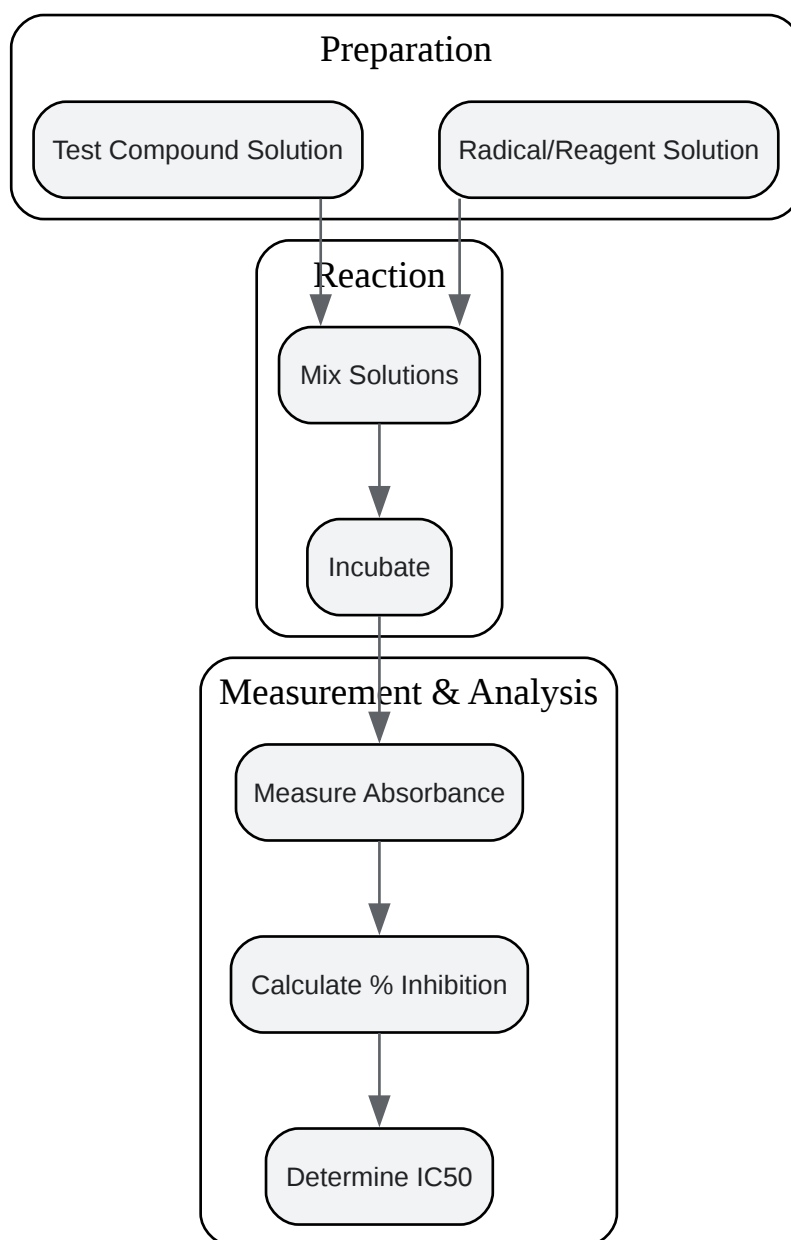 Preparation
Test Compound Solution
Radical/Reagent Solution
Reaction
Mix Solutions
Incubate
Measurement & Analysis
Measure Absorbance
Calculate % Inhibition
Determine IC50